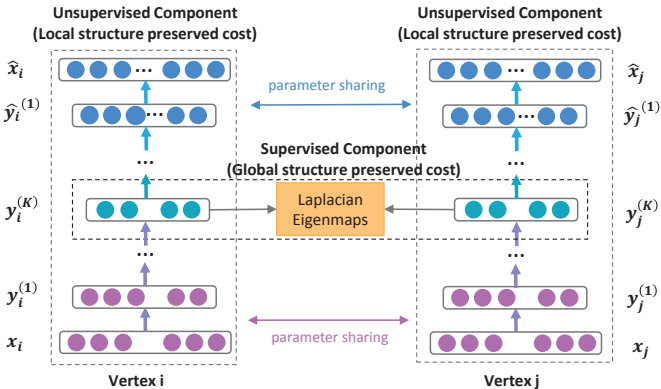 Unsupervised Component
(Local structure preserved cost)
Unsupervised Component
(Local structure preserved cost)
x̂ᵢ
...
...
x̂ⱼ
parameter sharing
ŷᵢ⁽¹⁾
...
...
ŷⱼ⁽¹⁾
...
Supervised Component
...
(Global structure preserved cost)
yᵢ⁽ᴷ⁾
Laplacian
Eigenmaps
yⱼ⁽ᴷ⁾
...
...
yᵢ⁽¹⁾
yⱼ⁽¹⁾
parameter sharing
xᵢ
xⱼ
Vertex i
Vertex j